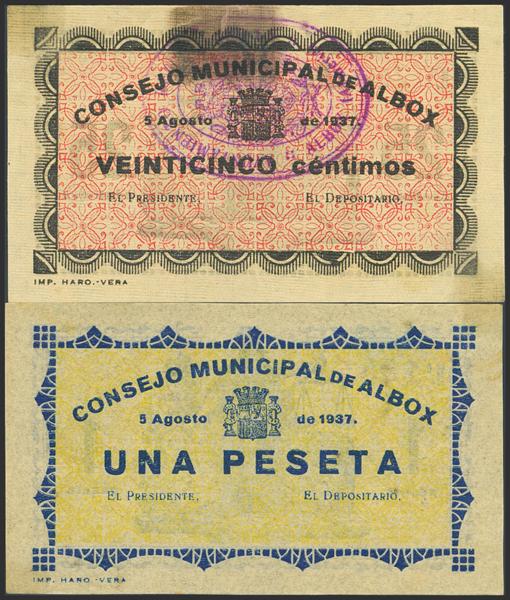 CONSEJO MUNICIPAL DE ALBOX
5 Agosto de 1937.
VEINTICINCO céntimos
EL PRESIDENTE, EL DEPOSITARIO,
IMP. HARO.-VERA
CONSEJO MUNICIPAL DE ALBOX
5 Agosto de 1937.
UNA PESETA
EL PRESIDENTE, EL DEPOSITARIO,
IMP. HARO-VERA